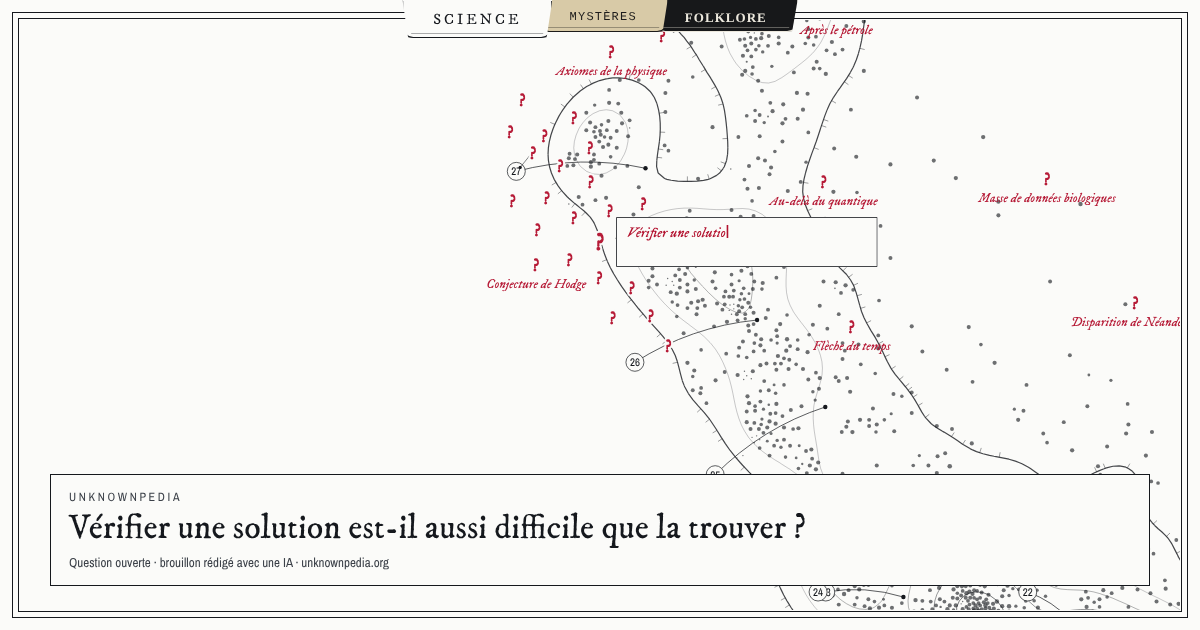 SCIENCE
MYSTÈRES
FOLKLORE
Après le pétrole
Axiomes de la physique
27
Au-delà du quantique
Masse de données biologiques
Vérifier une solutio
Conjecture de Hodge
Disparition de Néand
Flèche du temps
26
UNKNOWNPEDIA
Vérifier une solution est-il aussi difficile que la trouver ?
Question ouverte · brouillon rédigé avec une IA · unknownpedia.org
24
22